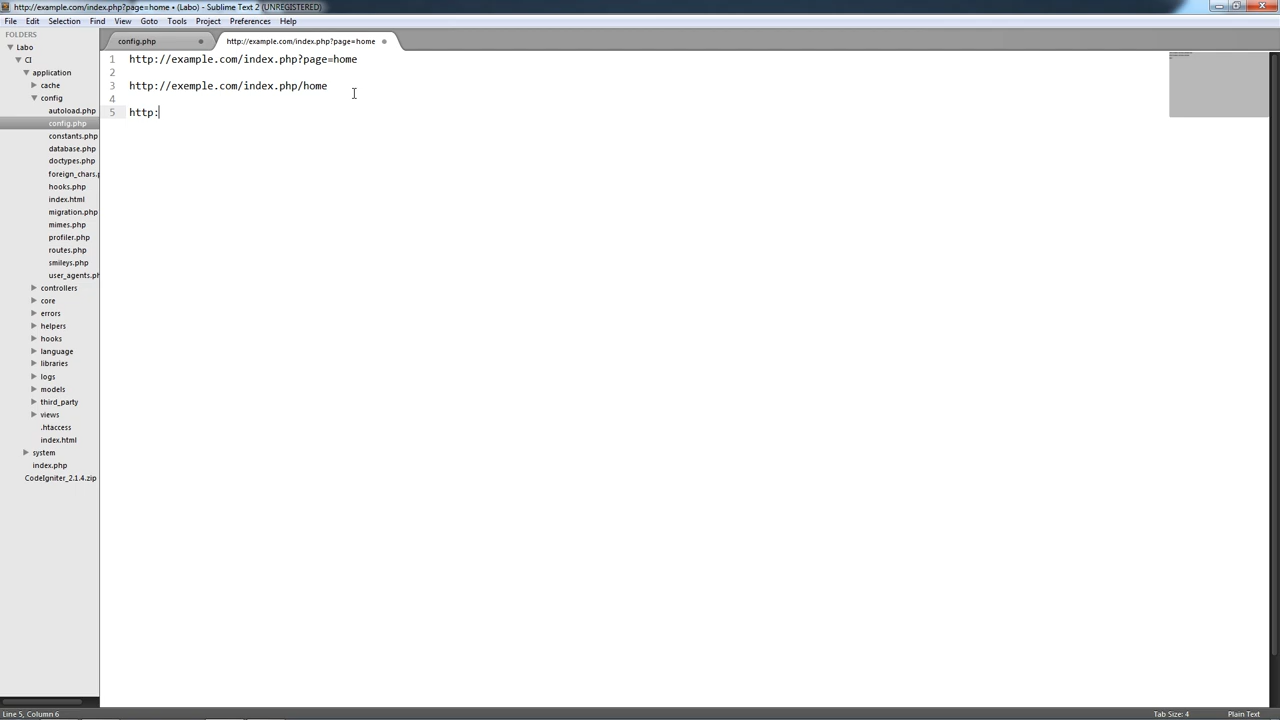 http://example.com/index.php?page=home • (Labo) - Sublime Text 2 (UNREGISTERED)
File Edit Selection Find View Goto Tools Project Preferences Help
FOLDERS
Labo
CI
application
cache
config
autoload.php
config.php
constants.php
database.php
doctypes.php
foreign_chars.p
hooks.php
index.html
migration.php
mimes.php
profiler.php
routes.php
smileys.php
user_agents.ph
controllers
core
errors
helpers
hooks
language
libraries
logs
models
third_party
views
.htaccess
index.html
system
index.php
CodeIgniter_2.1.4.zip
config.php
http://example.com/index.php?page=home
1 http://example.com/index.php?page=home
2
3 http://exemple.com/index.php/home
4
5 http:
Line 5, Column 6
Tab Size: 4
Plain Text